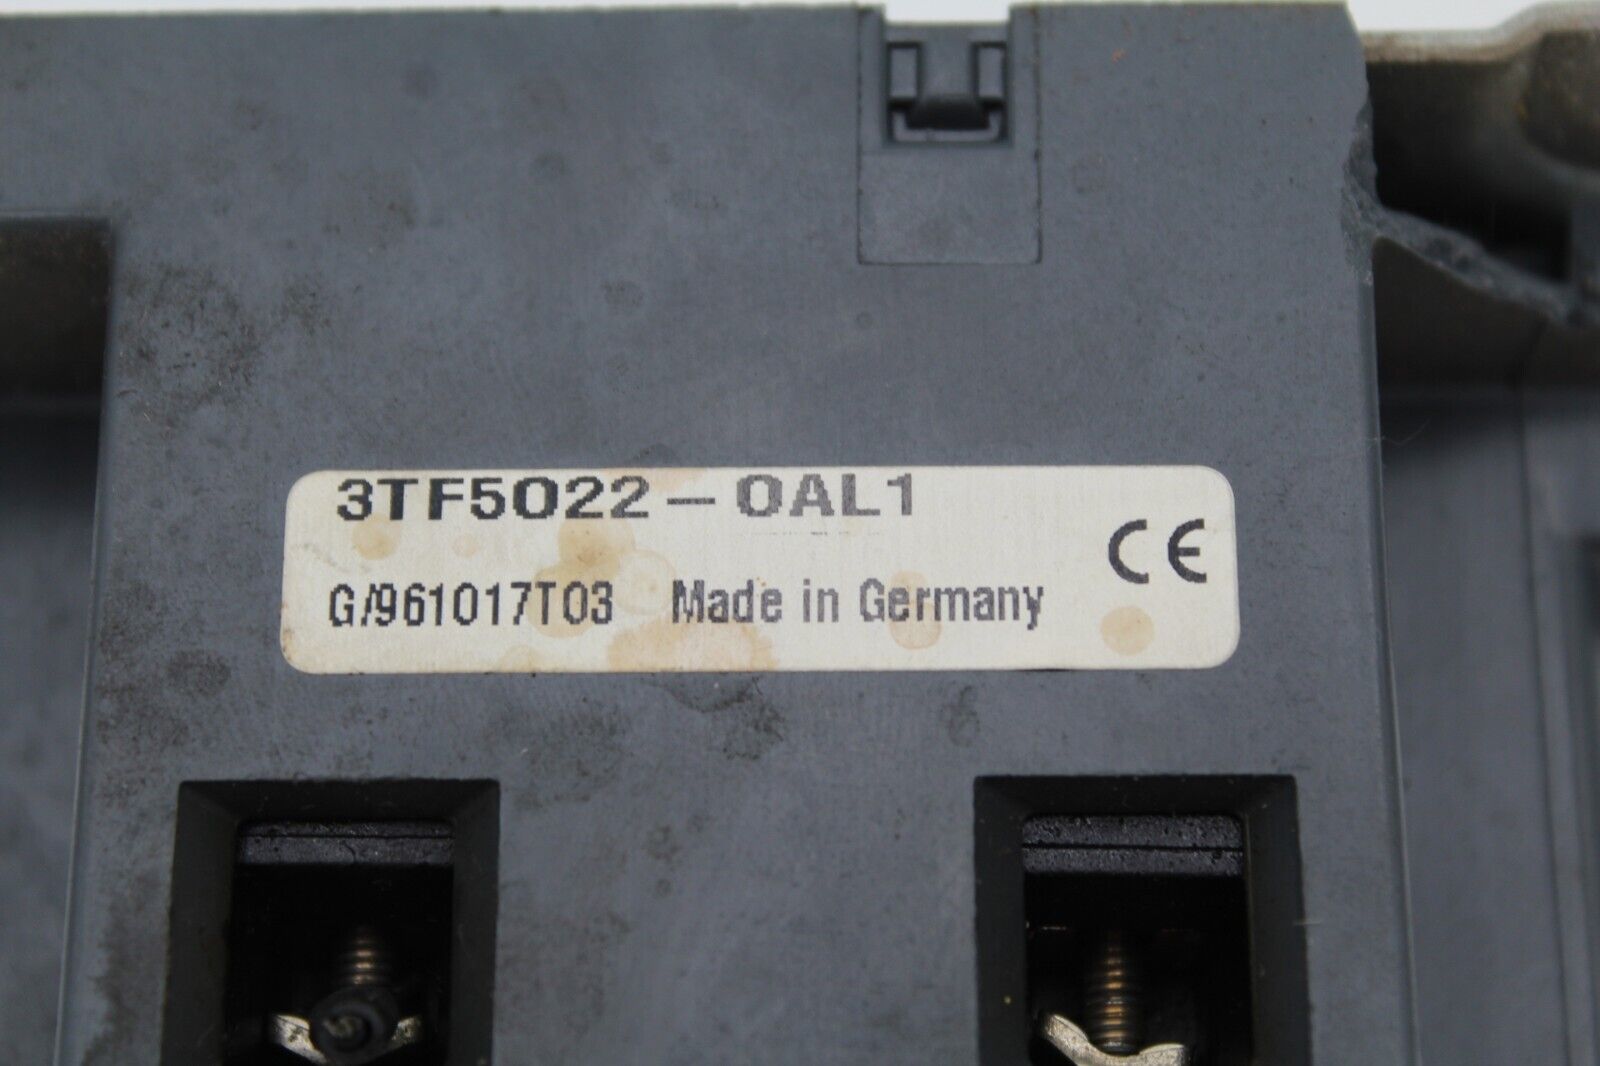 3TF5022-0AL1
CE
G/961017T03 Made in Germany